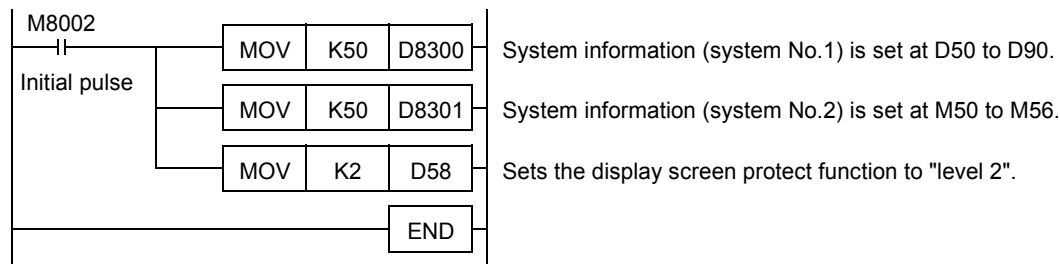 M8002
MOV K50 D8300 System information (system No.1) is set at D50 to D90.
Initial pulse
MOV K50 D8301 System information (system No.2) is set at M50 to M56.
MOV K2 D58 Sets the display screen protect function to "level 2".
END